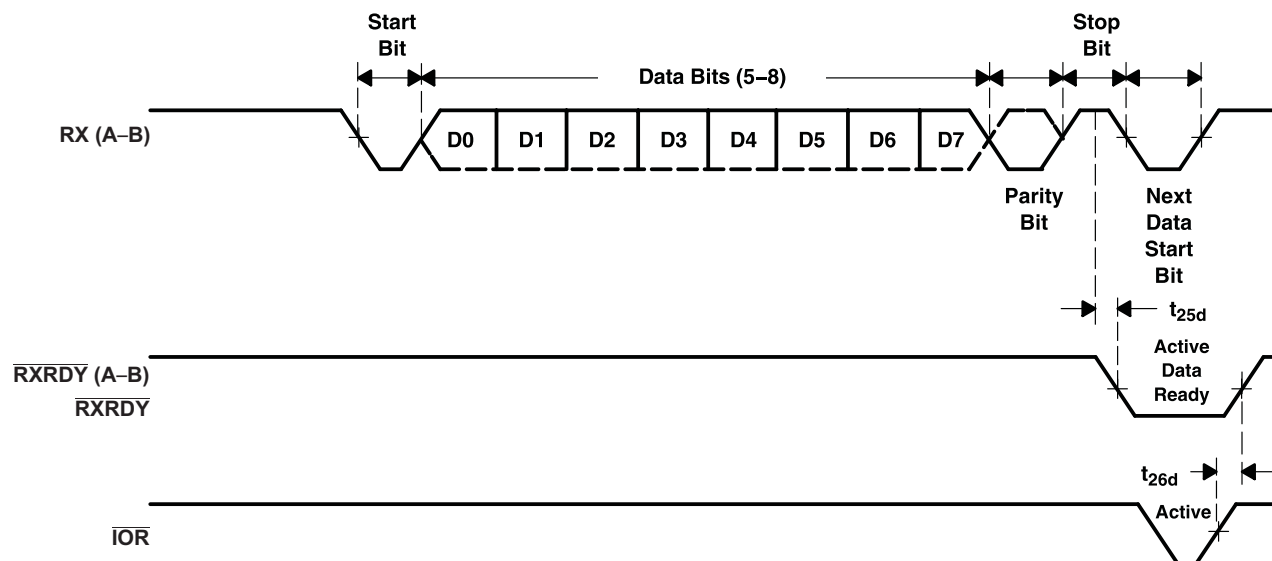 Start
Bit
Data Bits (5–8)
Stop
Bit
RX (A–B)
D0 D1 D2 D3 D4 D5 D6 D7
Parity
Bit
Next
Data
Start
Bit
t25d
RXRDY (A–B)
RXRDY
Active
Data
Ready
t26d
IOR
Active